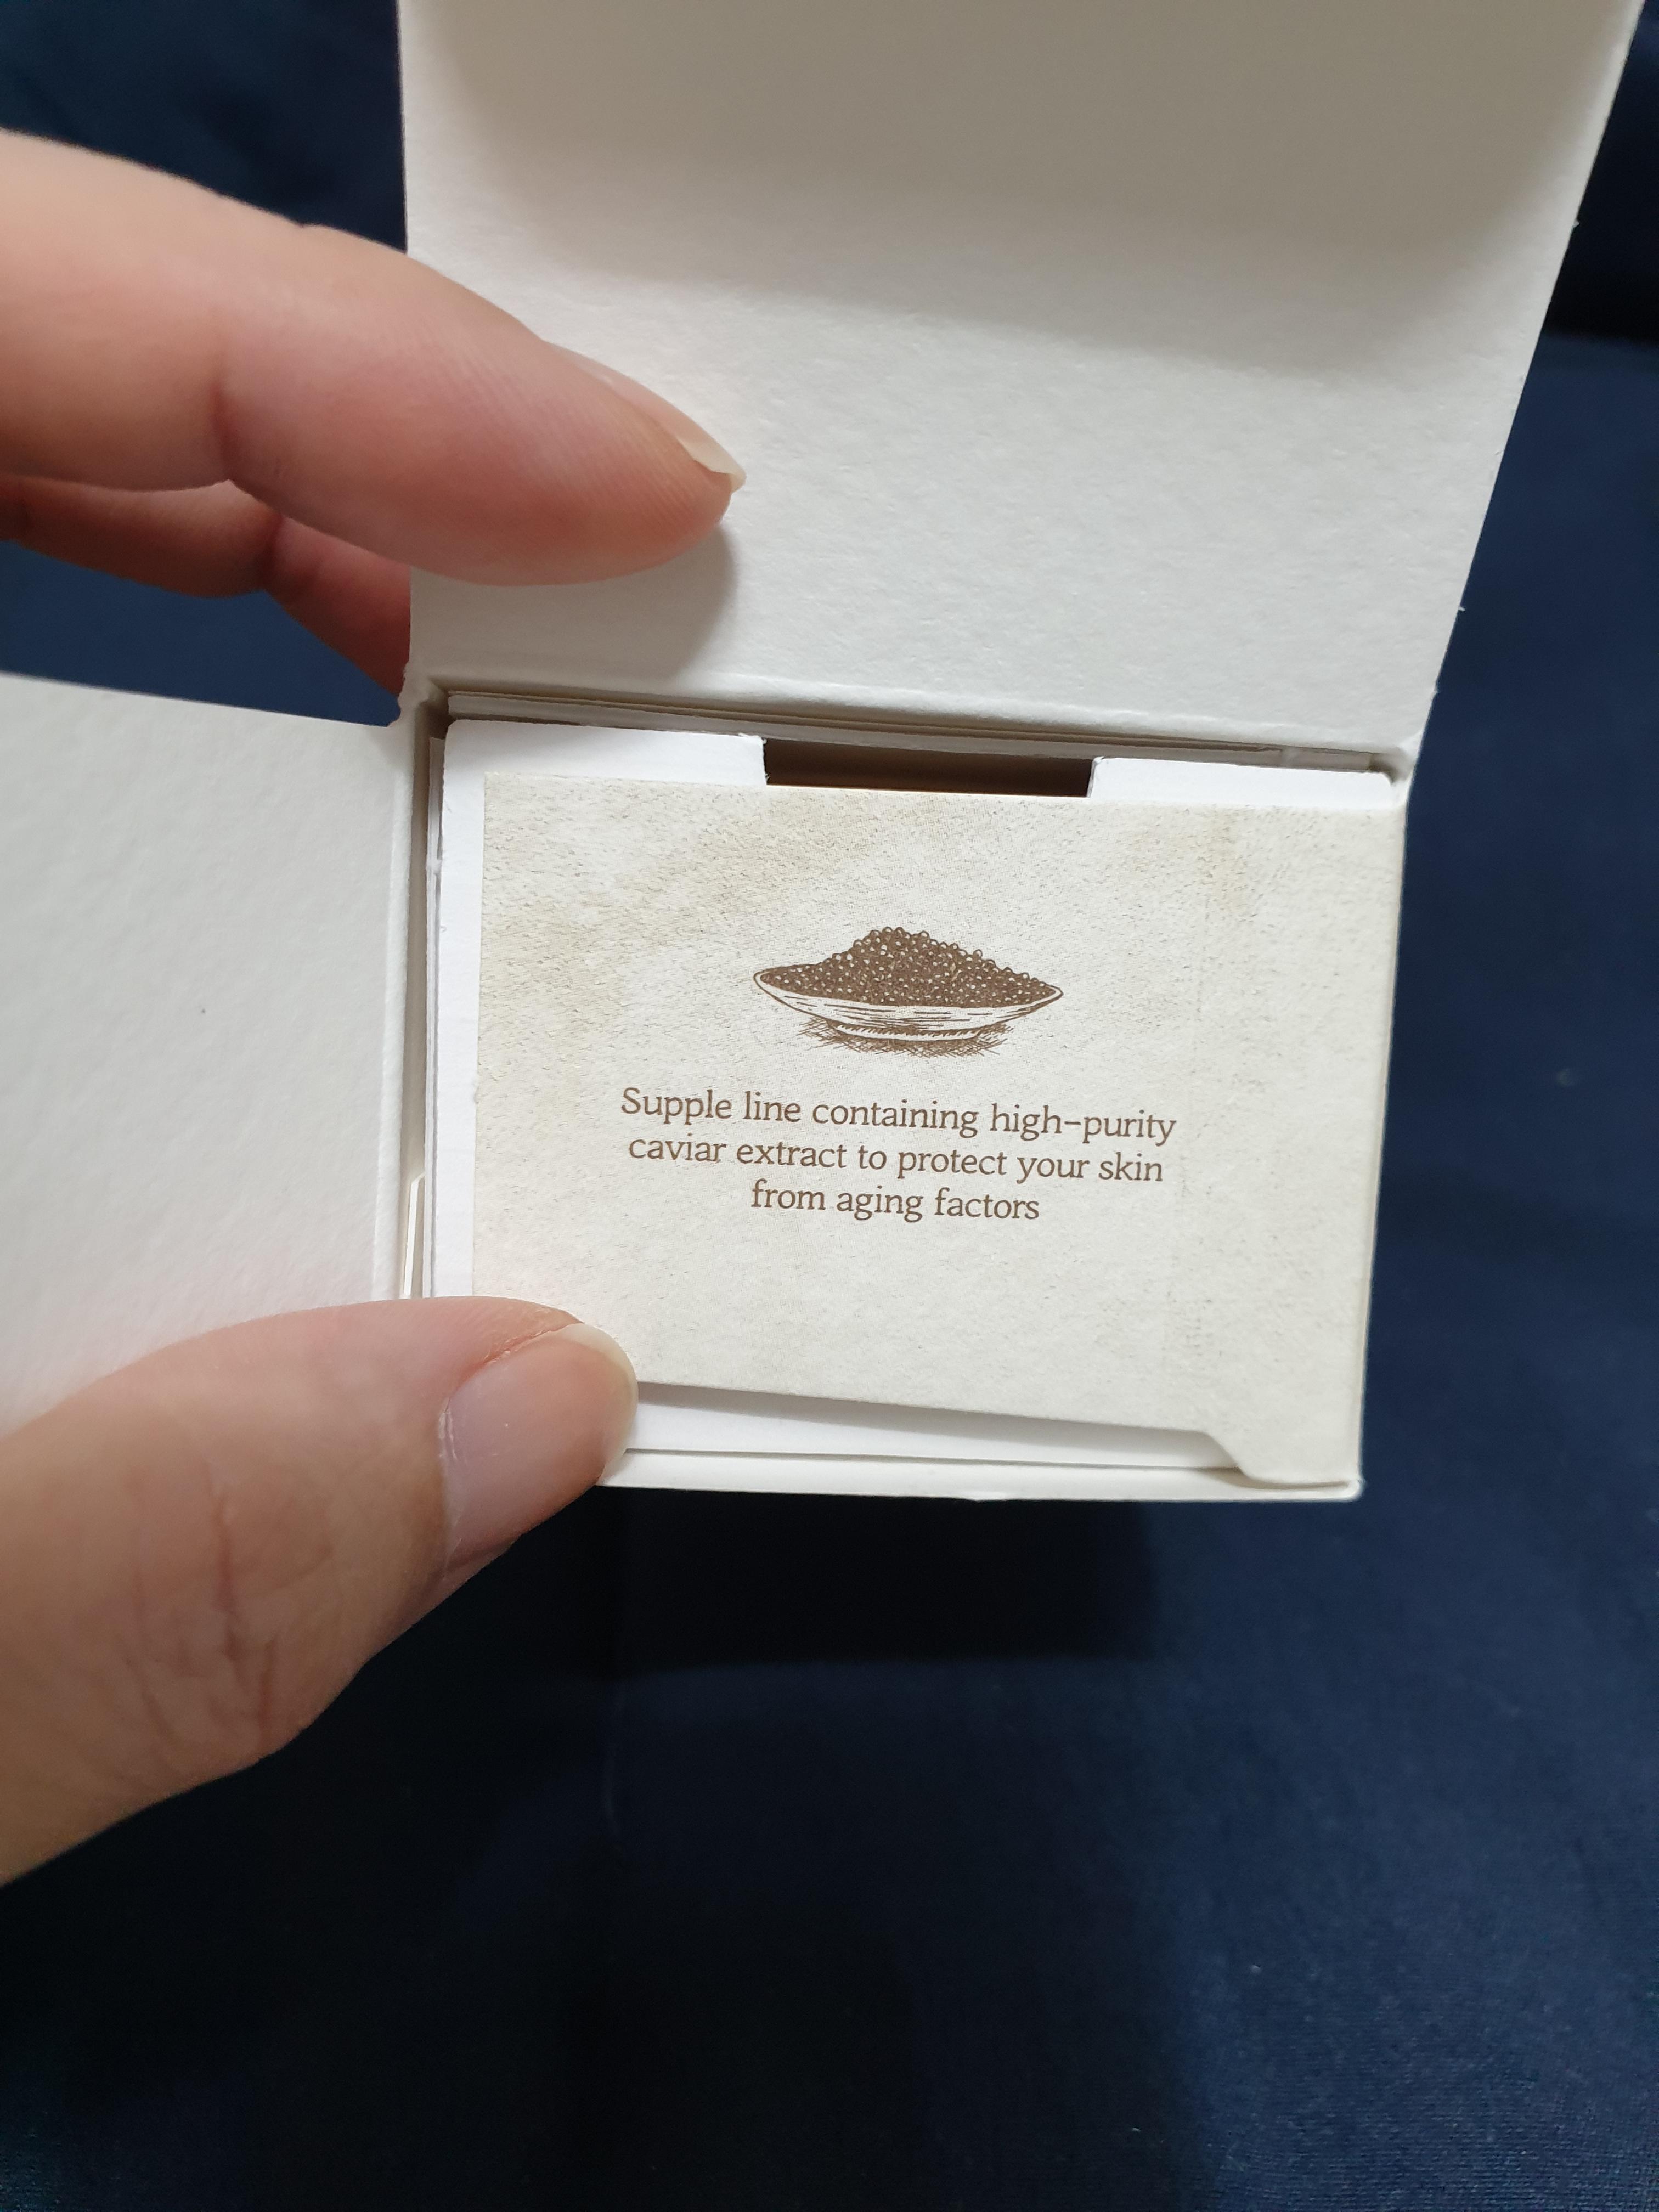 Supple line containing high-purity
caviar extract to protect your skin
from aging factors